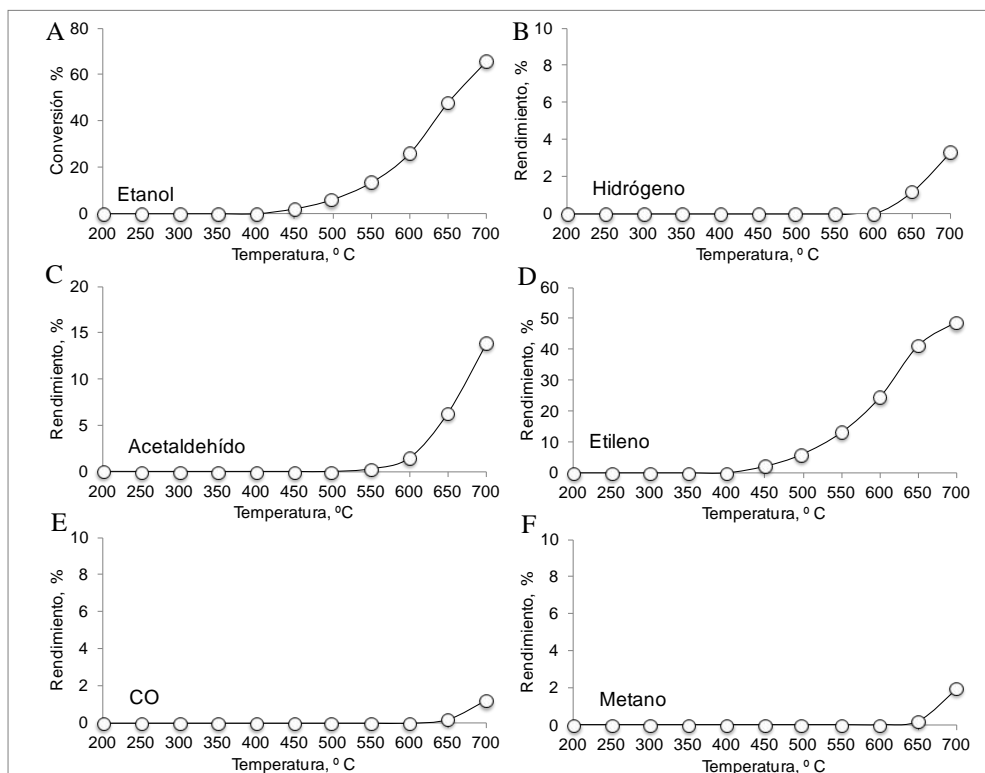 A
80
60
40
20
0
Conversión %
Etanol
200 250 300 350 400 450 500 550 600 650 700
Temperatura, º C
B
10
8
6
4
2
0
Rendimiento, %
Hidrógeno
200 250 300 350 400 450 500 550 600 650 700
Temperatura, º C
C
20
15
10
5
0
Rendimiento, %
Acetaldehído
200 250 300 350 400 450 500 550 600 650 700
Temperatura, ºC
D
60
50
40
30
20
10
0
Rendimiento, %
Etileno
200 250 300 350 400 450 500 550 600 650 700
Temperatura, º C
E
10
8
6
4
2
0
Rendimiento, %
CO
200 250 300 350 400 450 500 550 600 650 700
Temperatura, ºC
F
10
8
6
4
2
0
Rendimiento, %
Metano
200 250 300 350 400 450 500 550 600 650 700
Temperatura, º C